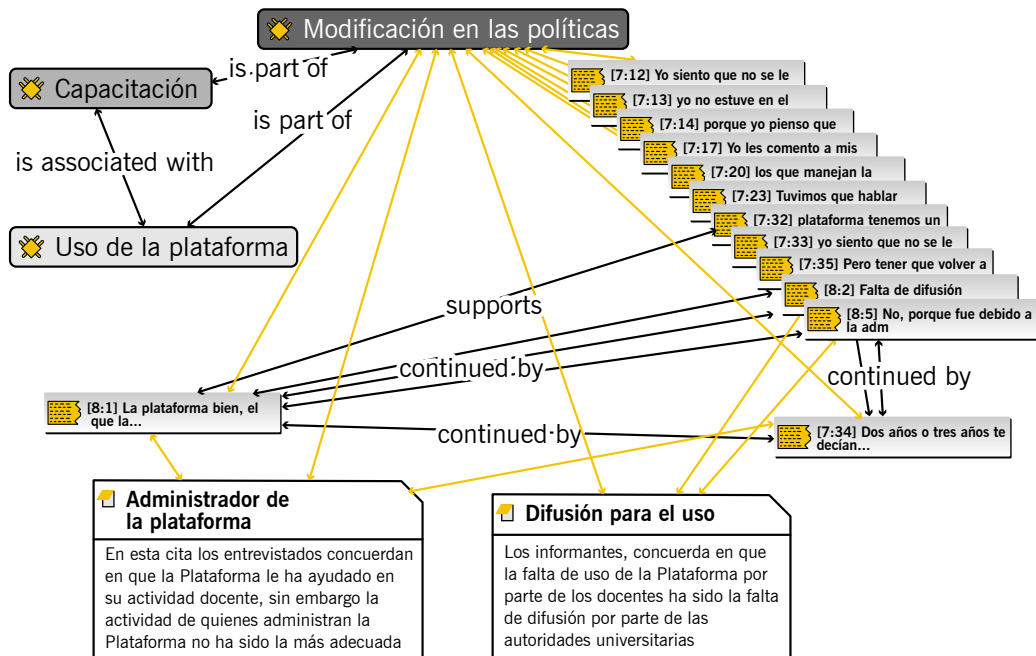 Modificación en las políticas
is part of
Capacitación
is part of
is associated with
Uso de la plataforma
[7:12] Yo siento que no se le
[7:13] yo no estuve en el
[7:14] porque yo pienso que
[7:17] Yo les comento a mis
[7:20] los que manejan la
[7:23] Tuvimos que hablar
[7:32] plataforma tenemos un
[7:33] yo siento que no se le
[7:35] Pero tener que volver a
[8:2] Falta de difusión
[8:5] No, porque fue debido a
la adm
supports
continued by
continued by
[8:1] La plataforma bien, el
que la...
continued by
[7:34] Dos años o tres años te
decían...
Administrador de
la plataforma
En esta cita los entrevistados concuerdan
en que la Plataforma le ha ayudado en
su actividad docente, sin embargo la
actividad de quienes administran la
Plataforma no ha sido la más adecuada
Difusión para el uso
Los informantes, concuerda en que
la falta de uso de la Plataforma por
parte de los docentes ha sido la falta
de difusión por parte de las
autoridades universitarias